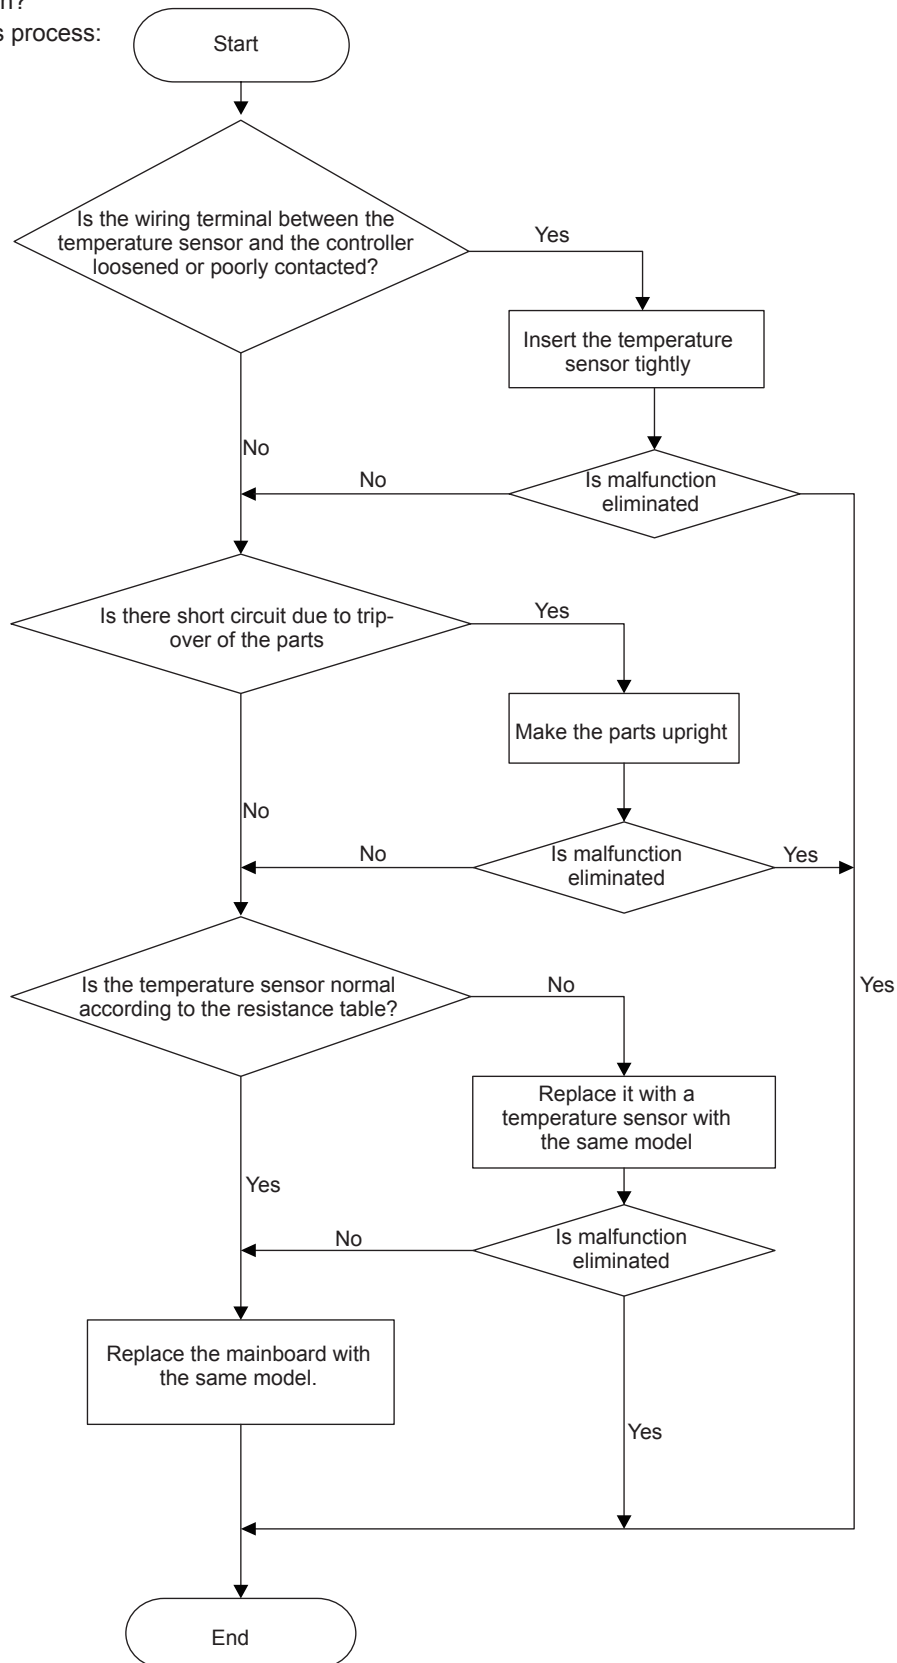 s process:
Start
Is the wiring terminal between the
temperature sensor and the controller
loosened or poorly contacted?
Yes
Insert the temperature
sensor tightly
No
No
Is malfunction
eliminated
Is there short circuit due to trip-
over of the parts
Yes
Make the parts upright
No
No
Is malfunction
eliminated
Yes
Is the temperature sensor normal
according to the resistance table?
No
Yes
Replace it with a
temperature sensor with
the same model
Yes
No
Is malfunction
eliminated
Replace the mainboard with
the same model.
Yes
End